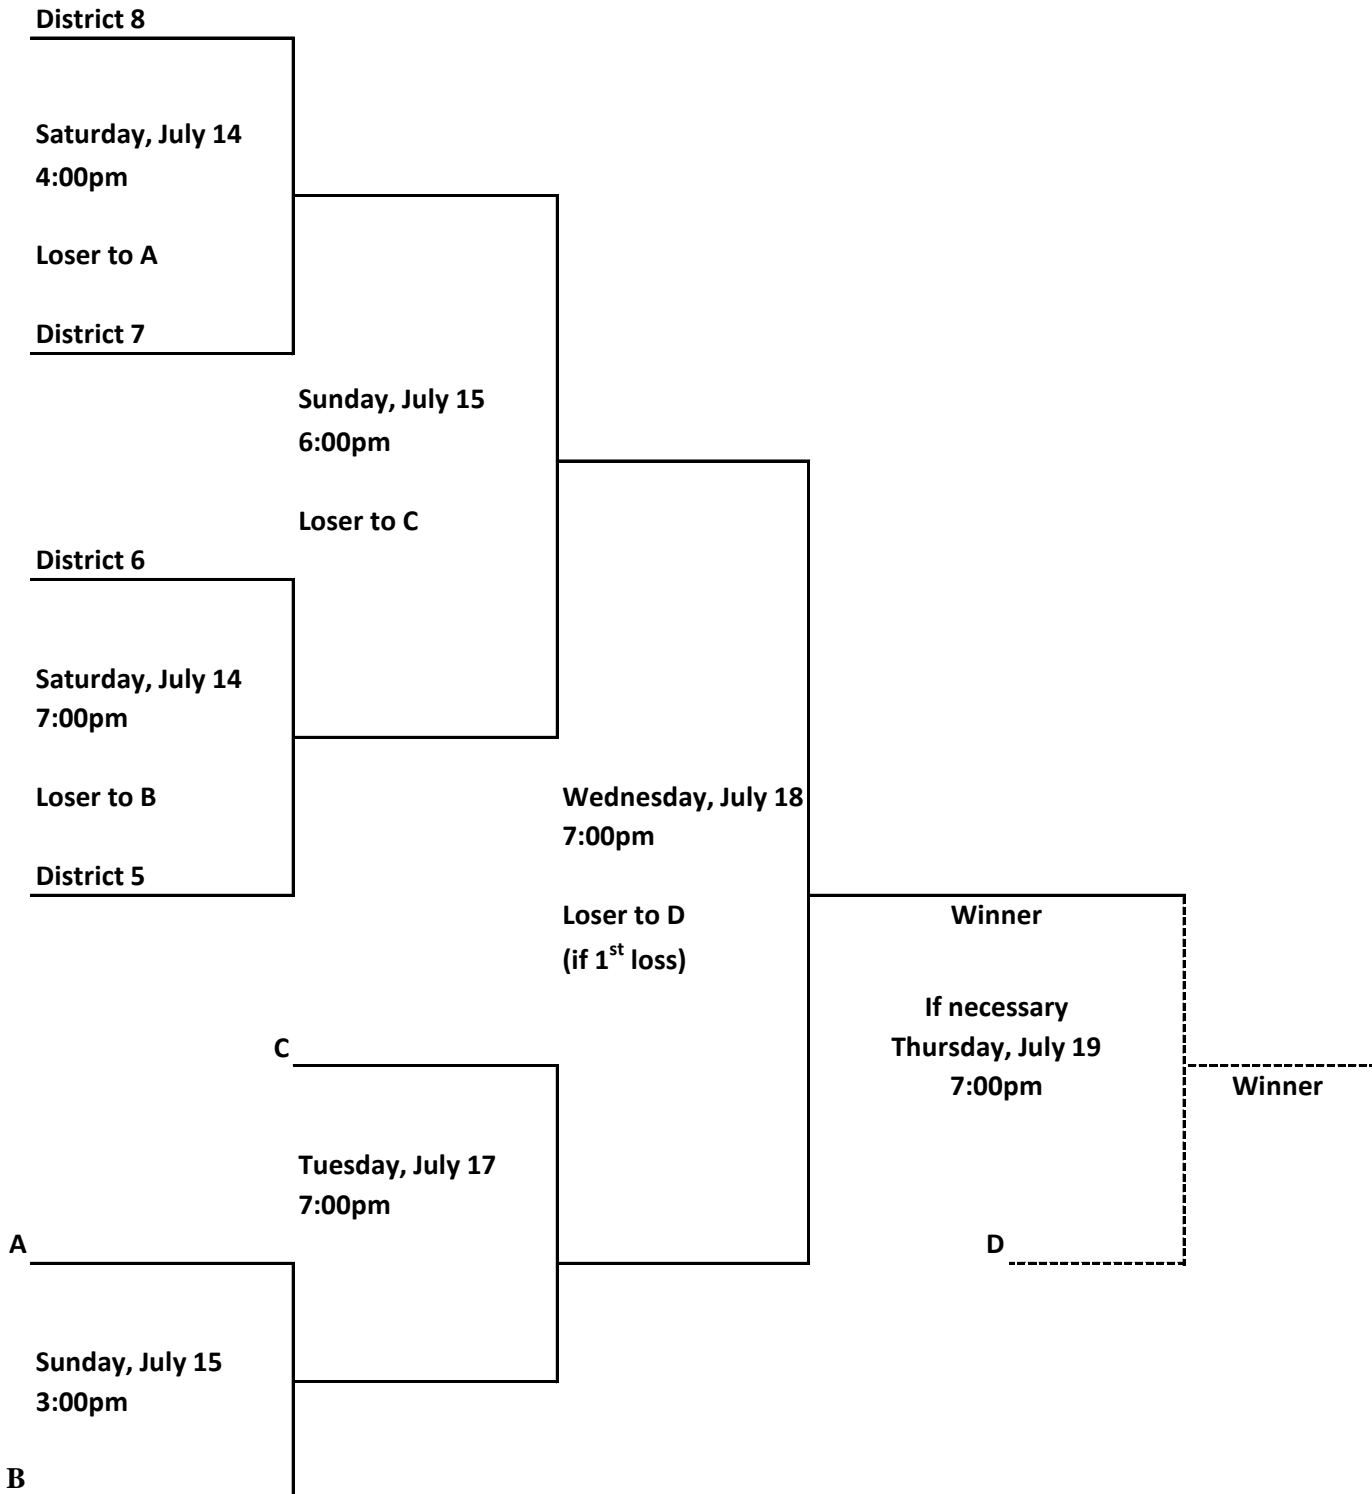 District 8
Saturday, July 14
4:00pm
Loser to A
District 7
Sunday, July 15
6:00pm
Loser to C
District 6
Saturday, July 14
7:00pm
Loser to B
District 5
Wednesday, July 18
7:00pm
Loser to D
(if 1st loss)
Winner
If necessary
Thursday, July 19
7:00pm
Winner
D
C
Tuesday, July 17
7:00pm
A
Sunday, July 15
3:00pm
B